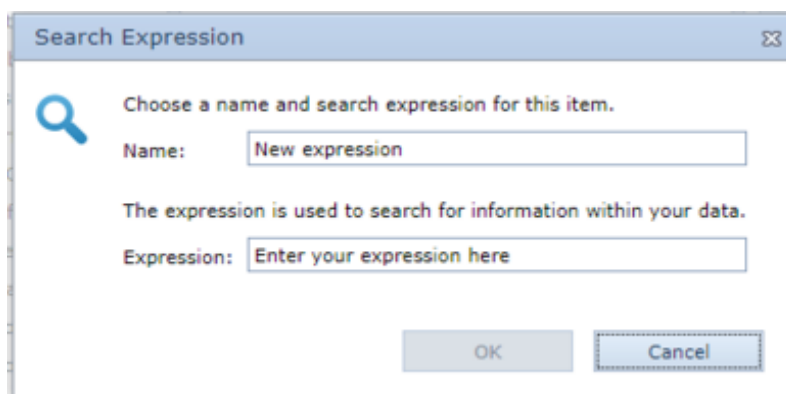 Search Expression
Choose a name and search expression for this item.
Name: New expression
The expression is used to search for information within your data.
Expression: Enter your expression here
OK Cancel